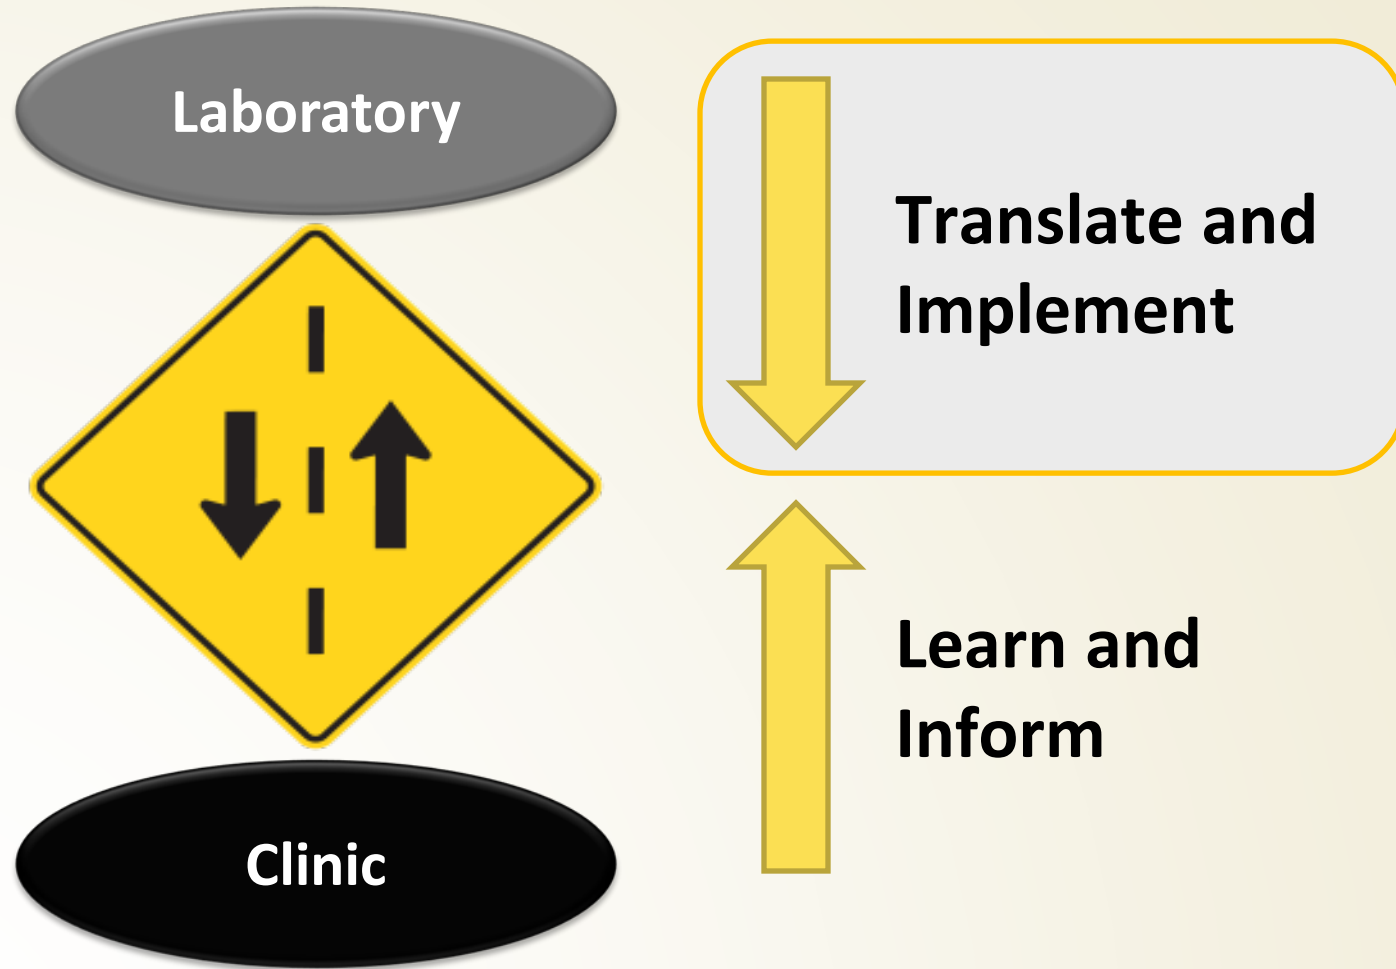 Laboratory
Translate and
Implement
Learn and
Inform
Clinic